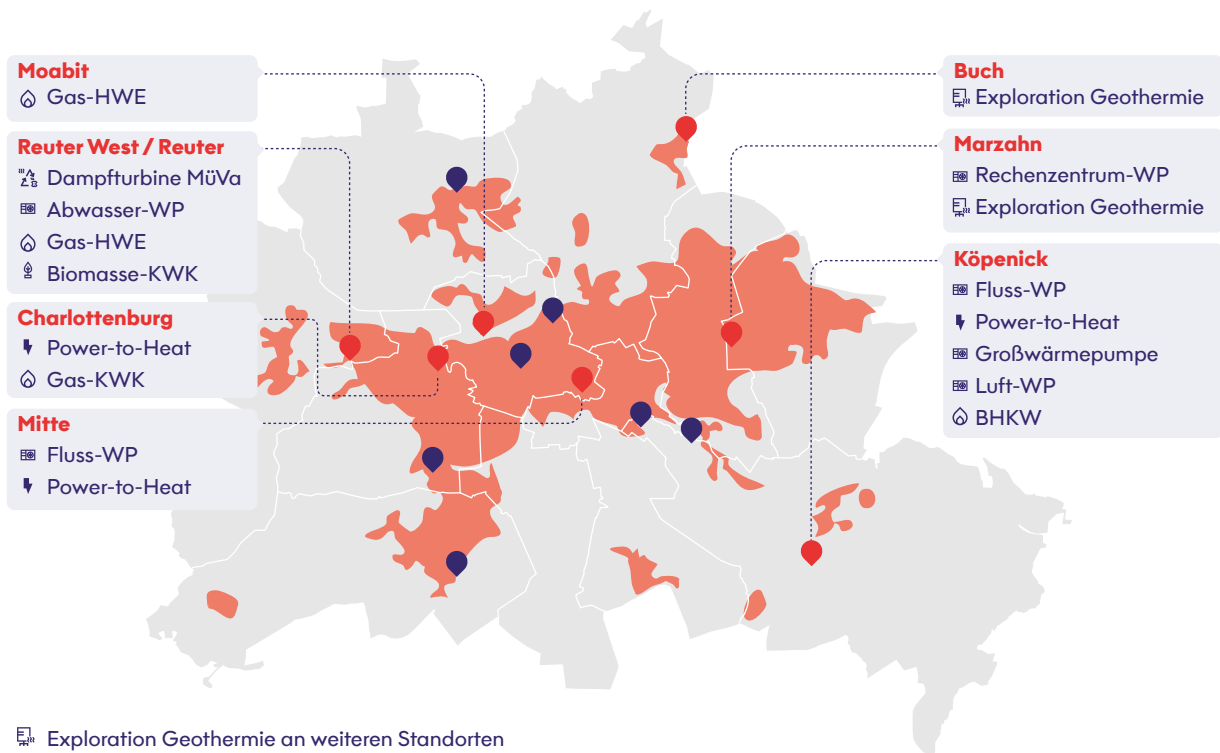 Moabit
Gas-HWE
Reuter West / Reuter
Dampfturbine MüVa
Abwasser-WP
Gas-HWE
Biomasse-KWK
Charlottenburg
Power-to-Heat
Gas-KWK
Mitte
Fluss-WP
Power-to-Heat
Buch
Exploration Geothermie
Marzahn
Rechenzentrum-WP
Exploration Geothermie
Köpenick
Fluss-WP
Power-to-Heat
Großwärmepumpe
Luft-WP
BHKW
Exploration Geothermie an weiteren Standorten